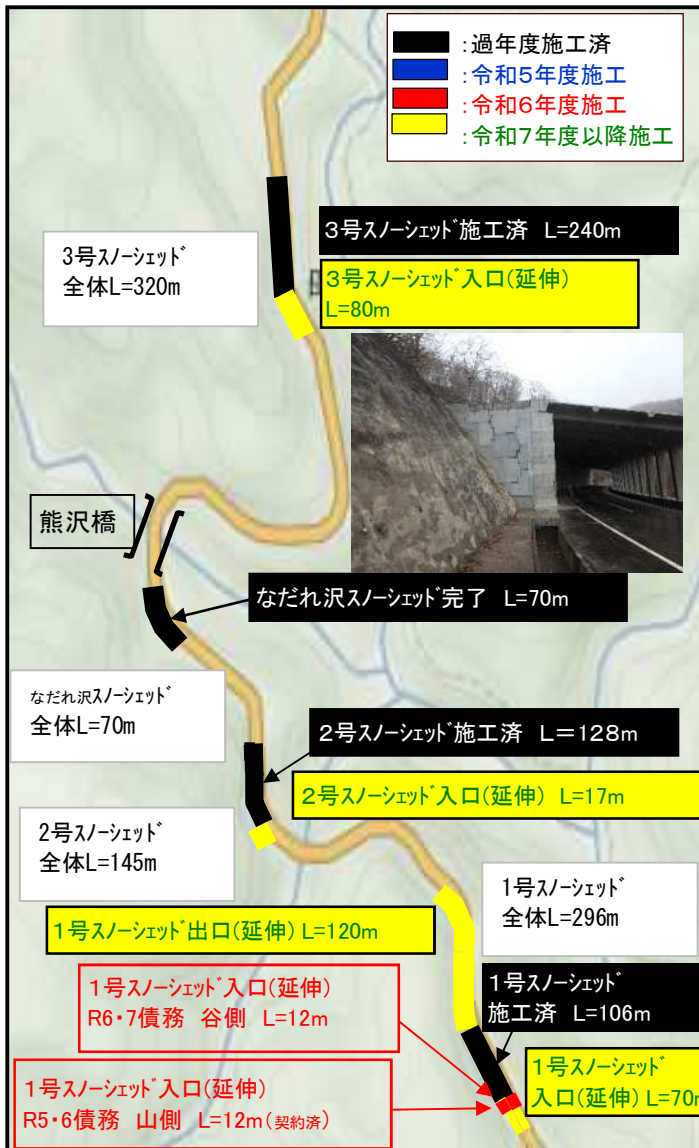 :過年度施工済
:令和5年度施工
:令和6年度施工
:令和7年度以降施工
3号スノーシェッド施工済 L=240m
3号スノーシェッド
全体L=320m
3号スノーシェッド入口(延伸)
L=80m
熊沢橋
なだれ沢スノーシェッド完了 L=70m
なだれ沢スノーシェッド
全体L=70m
2号スノーシェッド施工済 L=128m
2号スノーシェッド入口(延伸) L=17m
2号スノーシェッド
全体L=145m
1号スノーシェッド
全体L=296m
1号スノーシェッド出口(延伸) L=120m
1号スノーシェッド
施工済 L=106m
1号スノーシェッド入口(延伸)
R6・7債務 谷側 L=12m
1号スノーシェッド
入口(延伸) L=70m
1号スノーシェッド入口(延伸)
R5・6債務 山側 L=12m(契約済)